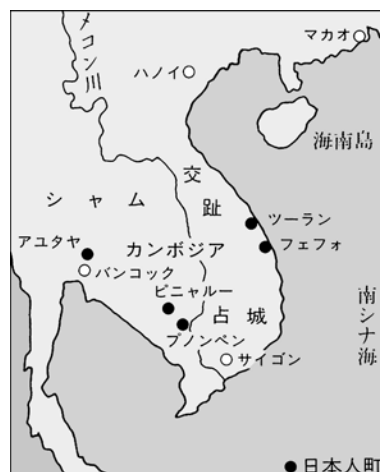 マカオ
メコン川
ハノイ
海南島
交趾
シャム
ツーラン
アユタヤ
カンボジア
フェフォ
バンコック
ピニャルー
占城
南シナ海
プノンペン
サイゴン
●日本人町